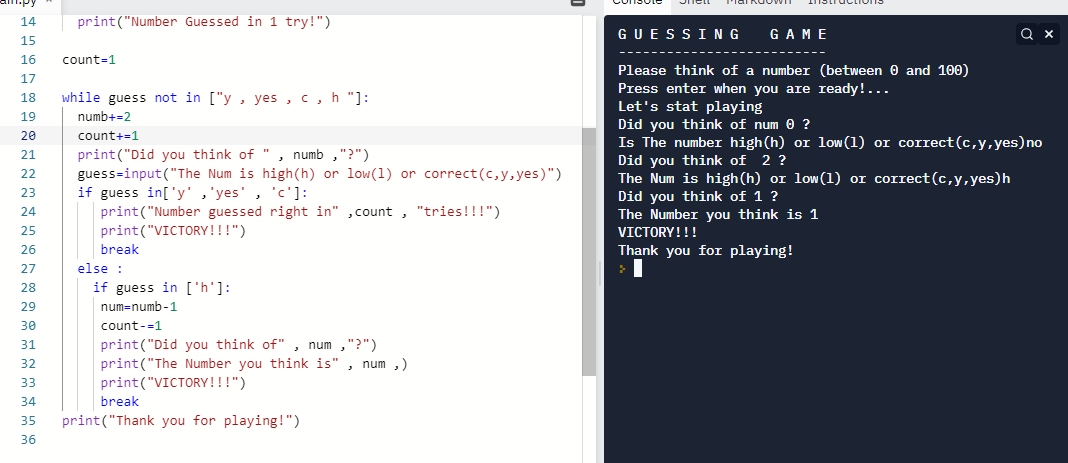 ain.py ×
14 print("Number Guessed in 1 try!")
15
16 count=1
17
18 while guess not in ["y , yes , c , h "]:
19 numb+=2
20 count+=1
21 print("Did you think of " , numb ,"?")
22 guess=input("The Num is high(h) or low(l) or correct(c,y,yes)")
23 if guess in['y' ,'yes' , 'c']:
24 print("Number guessed right in" ,count , "tries!!!")
25 print("VICTORY!!!")
26 break
27 else :
28 if guess in ['h']:
29 num=numb-1
30 count-=1
31 print("Did you think of" , num ,"?")
32 print("The Number you think is" , num ,)
33 print("VICTORY!!!")
34 break
35 print("Thank you for playing!")
36
Console Shell Markdown Instructions
G U E S S I N G   G A M E
--------------------------
Please think of a number (between 0 and 100)
Press enter when you are ready!...
Let's stat playing
Did you think of num 0 ?
Is The number high(h) or low(l) or correct(c,y,yes)no
Did you think of  2 ?
The Num is high(h) or low(l) or correct(c,y,yes)h
Did you think of 1 ?
The Number you think is 1
VICTORY!!!
Thank you for playing!